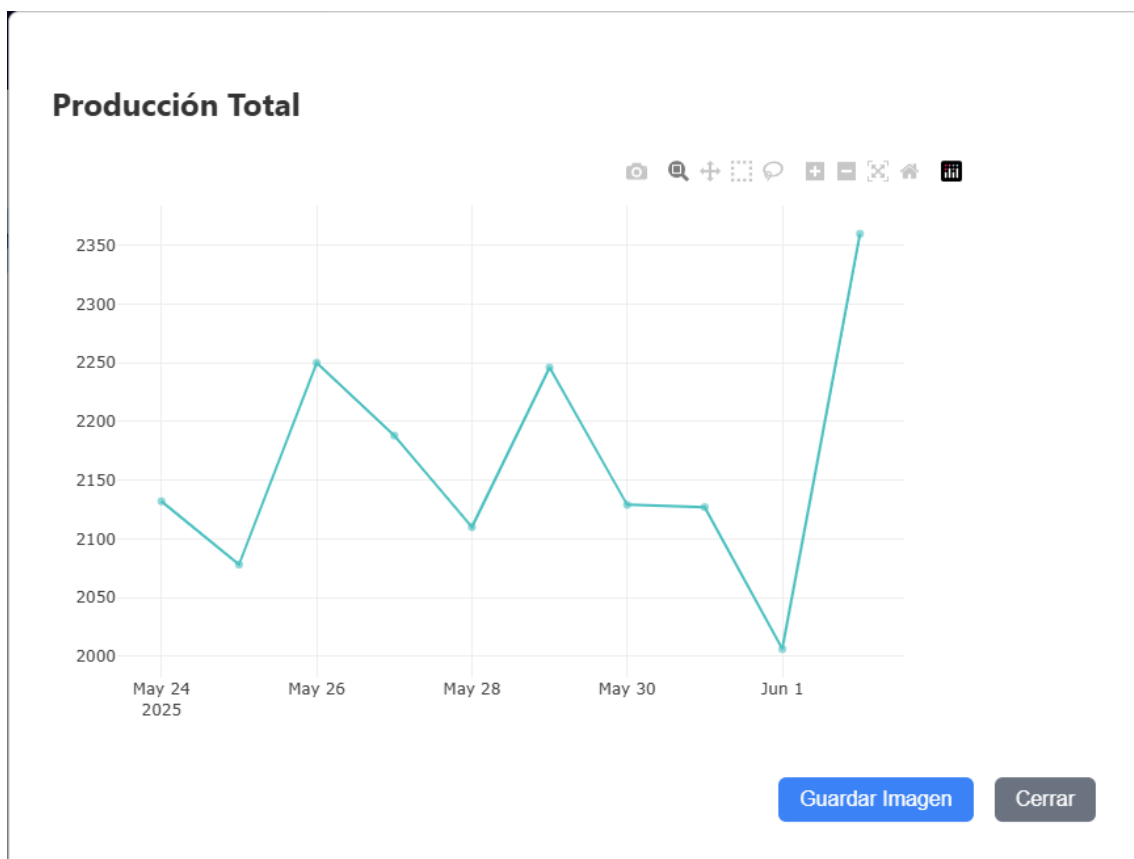 Producción Total
2350
2300
2250
2200
2150
2100
2050
2000
May 24
2025
May 26
May 28
May 30
Jun 1
Guardar Imagen
Cerrar